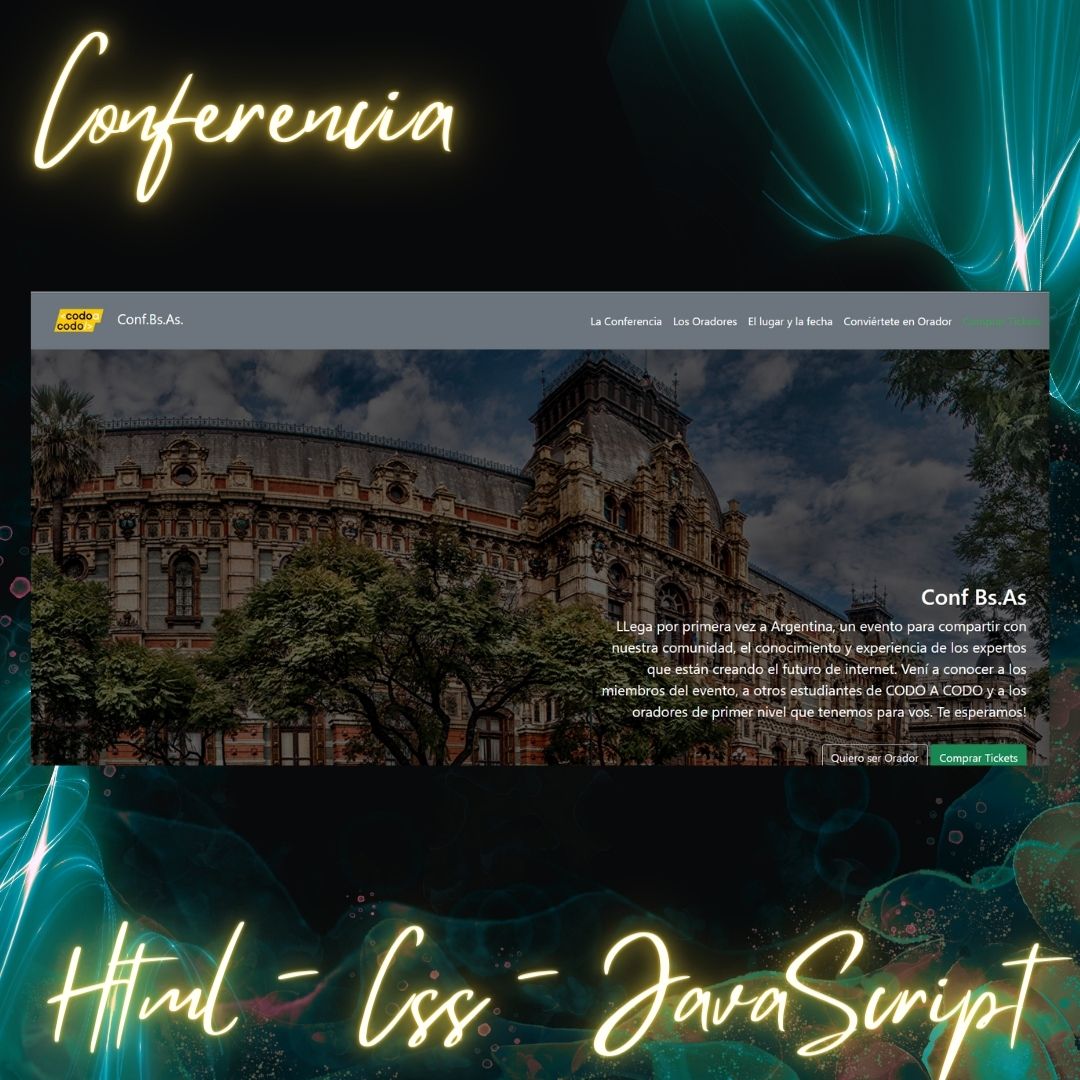 Conferencia
codo a
codo
Conf.Bs.As.
La Conferencia Los Oradores El lugar y la fecha Conviértete en Orador Comprar Tickets
Conf Bs.As
LLega por primera vez a Argentina, un evento para compartir con
nuestra comunidad, el conocimiento y experiencia de los expertos
que están creando el futuro de internet. Vení a conocer a los
miembros del evento, a otros estudiantes de CODO A CODO y a los
oradores de primer nivel que tenemos para vos. Te esperamos!
Quiero ser Orador Comprar Tickets
Html - Css - JavaScript